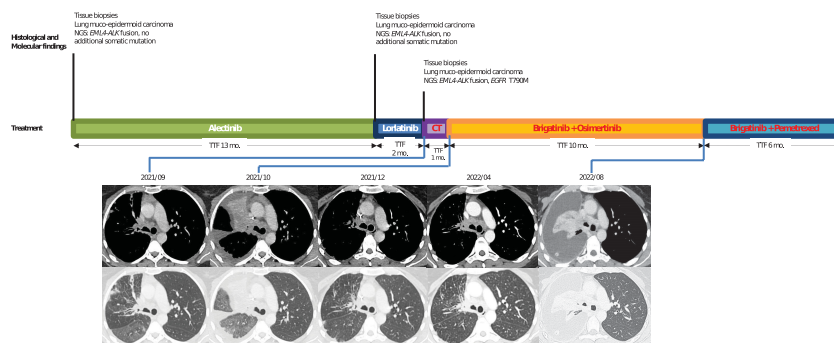 Tissue biopsies
Lung muco-epidermoid carcinoma
NGS: EML4-ALK fusion, no
additional somatic mutation
Tissue biopsies
Lung muco-epidermoid carcinoma
NGS: EML4-ALK fusion, no
additional somatic mutation
Histological and
Molecular findings
Tissue biopsies
Lung muco-epidermoid carcinoma
NGS: EML4-ALK fusion, EGFR T790M
Treatment
Alectinib
Lorlatinib
CT
Brigatinib + Osimertinib
Brigatinib + Pemetrexed
TTF 13 mo.
TTF
2 mo.
TTF
1 mo.
TTF 10 mo.
TTF 6 mo.
2021/09
2021/10
2021/12
2022/04
2022/08